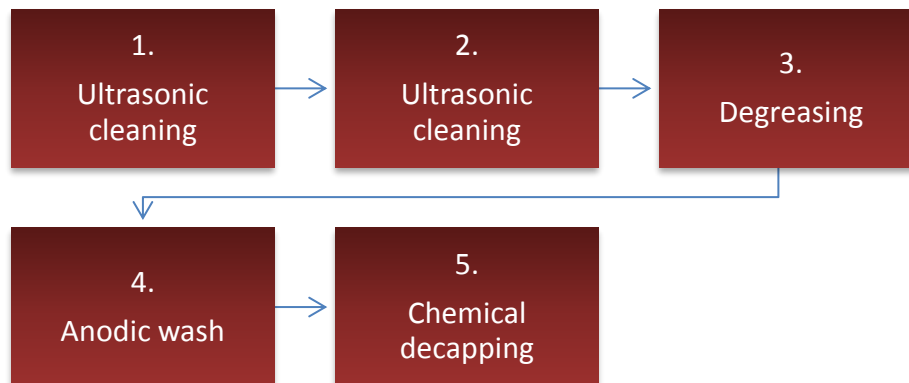 1.
Ultrasonic
cleaning
2.
Ultrasonic
cleaning
3.
Degreasing
4.
Anodic wash
5.
Chemical
decapping